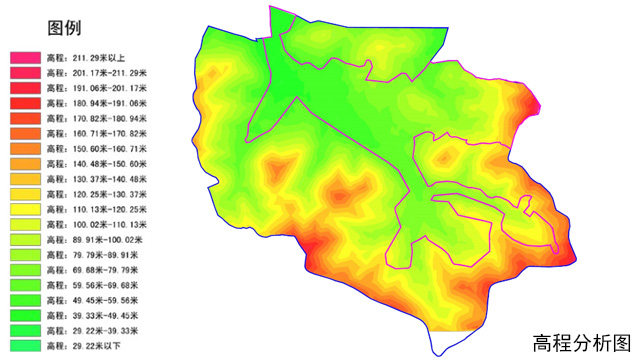 图例
高程：211.29米以上
高程：201.17米-211.29米
高程：191.06米-201.17米
高程：180.94米-191.06米
高程：170.82米-180.94米
高程：160.71米-170.82米
高程：150.60米-160.71米
高程：140.48米-150.60米
高程：130.37米-140.48米
高程：120.25米-130.37米
高程：110.13米-120.25米
高程：100.02米-110.13米
高程：89.91米-100.02米
高程：79.79米-89.91米
高程：69.68米-79.79米
高程：59.56米-69.68米
高程：49.45米-59.56米
高程：39.33米-49.45米
高程：29.22米-39.33米
高程：29.22米以下
高程分析图